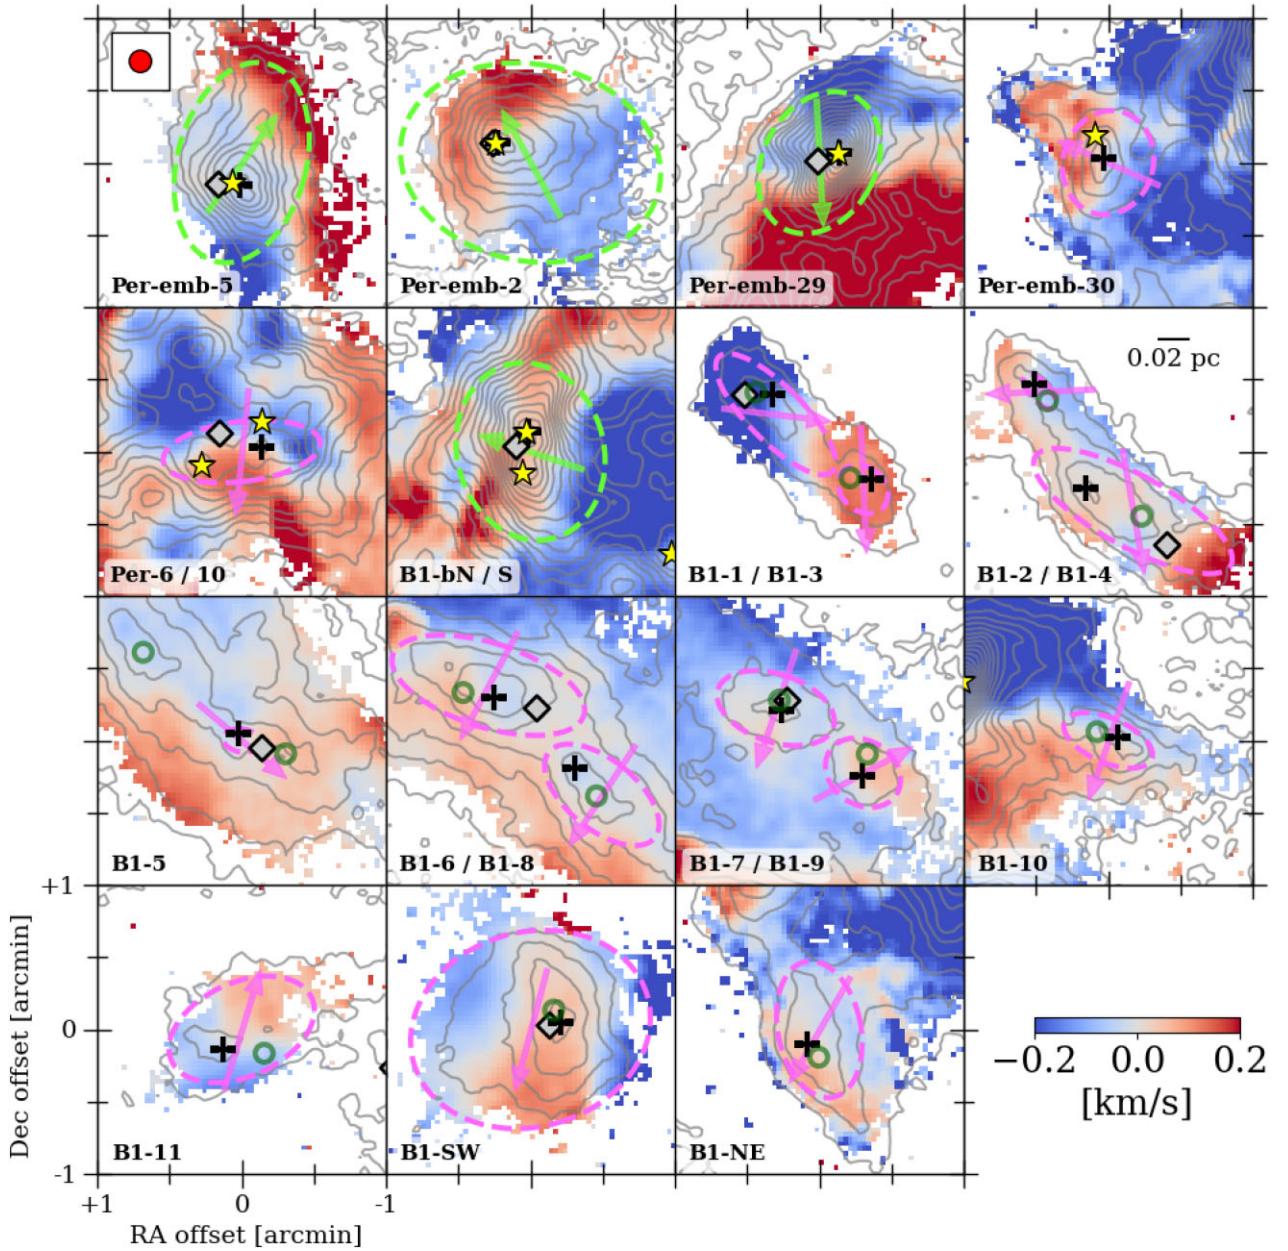 Per-emb-5
Per-emb-2
Per-emb-29
Per-emb-30
0.02 pc
Per-6 / 10
B1-bN / S
B1-1 / B1-3
B1-2 / B1-4
B1-5
B1-6 / B1-8
B1-7 / B1-9
B1-10
+1
0
-1
Dec offset [arcmin]
B1-11
B1-SW
B1-NE
−0.2 0.0 0.2
[km/s]
+1 0 -1
RA offset [arcmin]